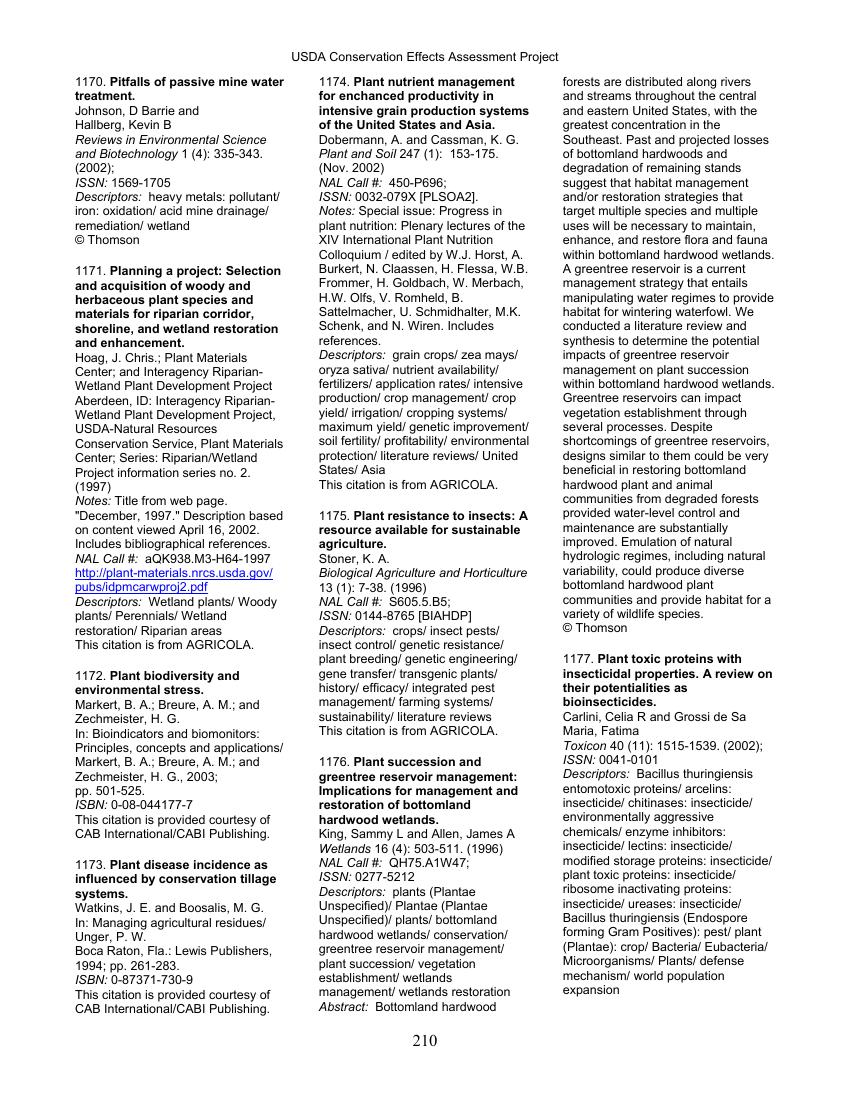 USDA Conservation Effects Assessment Project
1170. Pitfalls of passive mine water
treatment.
Johnson, D Barrie and
Hallberg, Kevin B
Reviews in Environmental Science
and Biotechnology 1 (4): 335-343.
(2002);
ISSN: 1569-1705
Descriptors: heavy metals: pollutant/
iron: oxidation/ acid mine drainage/
remediation/ wetland
© Thomson
1171. Planning a project: Selection
and acquisition of woody and
herbaceous plant species and
materials for riparian corridor,
shoreline, and wetland restoration
and enhancement.
Hoag, J. Chris.; Plant Materials
Center; and Interagency Riparian-
Wetland Plant Development Project
Aberdeen, ID: Interagency Riparian-
Wetland Plant Development Project,
USDA-Natural Resources
Conservation Service, Plant Materials
Center; Series: Riparian/Wetland
Project information series no. 2.
(1997)
Notes: Title from web page.
"December, 1997." Description based
on content viewed April 16, 2002.
Includes bibliographical references.
NAL Call #: aQK938.M3-H64-1997
http://plant-materials.nrcs.usda.gov/
pubs/idpmcarwproj2.pdf
Descriptors: Wetland plants/ Woody
plants/ Perennials/ Wetland
restoration/ Riparian areas
This citation is from AGRICOLA.
1172. Plant biodiversity and
environmental stress.
Markert, B. A.; Breure, A. M.; and
Zechmeister, H. G.
In: Bioindicators and biomonitors:
Principles, concepts and applications/
Markert, B. A.; Breure, A. M.; and
Zechmeister, H. G., 2003;
pp. 501-525.
ISBN: 0-08-044177-7
This citation is provided courtesy of
CAB International/CABI Publishing.
1173. Plant disease incidence as
influenced by conservation tillage
systems.
Watkins, J. E. and Boosalis, M. G.
In: Managing agricultural residues/
Unger, P. W.
Boca Raton, Fla.: Lewis Publishers,
1994; pp. 261-283.
ISBN: 0-87371-730-9
This citation is provided courtesy of
CAB International/CABI Publishing.
1174. Plant nutrient management
for enchanced productivity in
intensive grain production systems
of the United States and Asia.
Dobermann, A. and Cassman, K. G.
Plant and Soil 247 (1): 153-175.
(Nov. 2002)
NAL Call #: 450-P696;
ISSN: 0032-079X [PLSOA2].
Notes: Special issue: Progress in
plant nutrition: Plenary lectures of the
XIV International Plant Nutrition
Colloquium / edited by W.J. Horst, A.
Burkert, N. Claassen, H. Flessa, W.B.
Frommer, H. Goldbach, W. Merbach,
H.W. Olfs, V. Romheld, B.
Sattelmacher, U. Schmidhalter, M.K.
Schenk, and N. Wiren. Includes
references.
Descriptors: grain crops/ zea mays/
oryza sativa/ nutrient availability/
fertilizers/ application rates/ intensive
production/ crop management/ crop
yield/ irrigation/ cropping systems/
maximum yield/ genetic improvement/
soil fertility/ profitability/ environmental
protection/ literature reviews/ United
States/ Asia
This citation is from AGRICOLA.
1175. Plant resistance to insects: A
resource available for sustainable
agriculture.
Stoner, K. A.
Biological Agriculture and Horticulture
13 (1): 7-38. (1996)
NAL Call #: S605.5.B5;
ISSN: 0144-8765 [BIAHDP]
Descriptors: crops/ insect pests/
insect control/ genetic resistance/
plant breeding/ genetic engineering/
gene transfer/ transgenic plants/
history/ efficacy/ integrated pest
management/ farming systems/
sustainability/ literature reviews
This citation is from AGRICOLA.
1176. Plant succession and
greentree reservoir management:
Implications for management and
restoration of bottomland
hardwood wetlands.
King, Sammy L and Allen, James A
Wetlands 16 (4): 503-511. (1996)
NAL Call #: QH75.A1W47;
ISSN: 0277-5212
Descriptors: plants (Plantae
Unspecified)/ Plantae (Plantae
Unspecified)/ plants/ bottomland
hardwood wetlands/ conservation/
greentree reservoir management/
plant succession/ vegetation
establishment/ wetlands
management/ wetlands restoration
Abstract: Bottomland hardwood
forests are distributed along rivers
and streams throughout the central
and eastern United States, with the
greatest concentration in the
Southeast. Past and projected losses
of bottomland hardwoods and
degradation of remaining stands
suggest that habitat management
and/or restoration strategies that
target multiple species and multiple
uses will be necessary to maintain,
enhance, and restore flora and fauna
within bottomland hardwood wetlands.
A greentree reservoir is a current
management strategy that entails
manipulating water regimes to provide
habitat for wintering waterfowl. We
conducted a literature review and
synthesis to determine the potential
impacts of greentree reservoir
management on plant succession
within bottomland hardwood wetlands.
Greentree reservoirs can impact
vegetation establishment through
several processes. Despite
shortcomings of greentree reservoirs,
designs similar to them could be very
beneficial in restoring bottomland
hardwood plant and animal
communities from degraded forests
provided water-level control and
maintenance are substantially
improved. Emulation of natural
hydrologic regimes, including natural
variability, could produce diverse
bottomland hardwood plant
communities and provide habitat for a
variety of wildlife species.
© Thomson
1177. Plant toxic proteins with
insecticidal properties. A review on
their potentialities as
bioinsecticides.
Carlini, Celia R and Grossi de Sa
Maria, Fatima
Toxicon 40 (11): 1515-1539. (2002);
ISSN: 0041-0101
Descriptors: Bacillus thuringiensis
entomotoxic proteins/ arcelins:
insecticide/ chitinases: insecticide/
environmentally aggressive
chemicals/ enzyme inhibitors:
insecticide/ lectins: insecticide/
modified storage proteins: insecticide/
plant toxic proteins: insecticide/
ribosome inactivating proteins:
insecticide/ ureases: insecticide/
Bacillus thuringiensis (Endospore
forming Gram Positives): pest/ plant
(Plantae): crop/ Bacteria/ Eubacteria/
Microorganisms/ Plants/ defense
mechanism/ world population
expansion
210